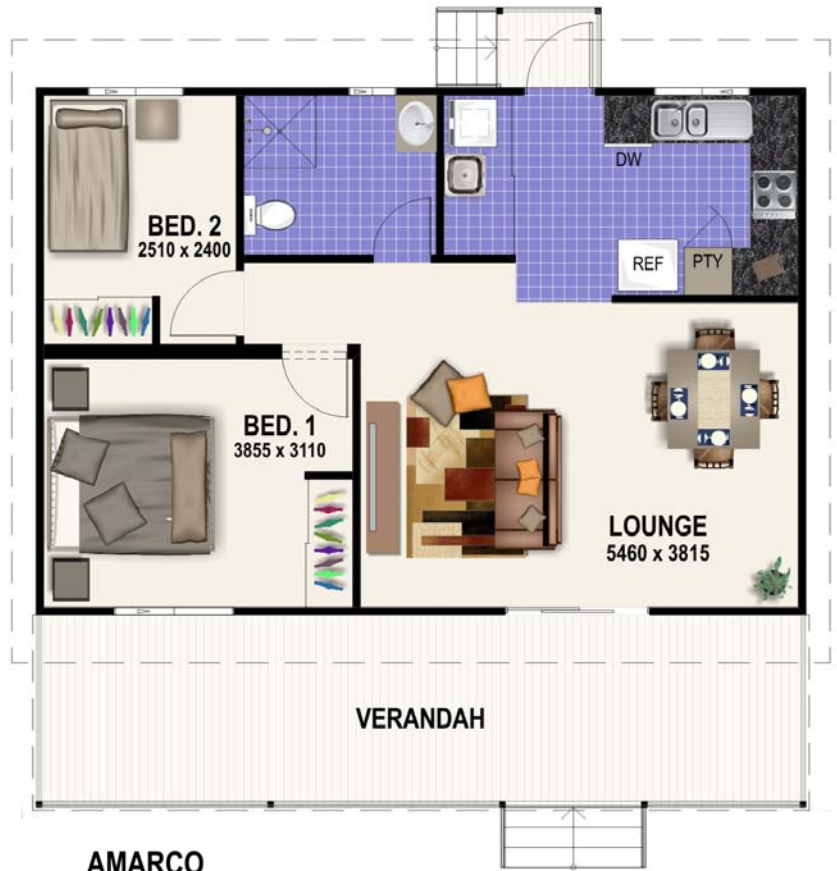 DW
BED. 2
2510 x 2400
REF
PTY
BED. 1
3855 x 3110
LOUNGE
5460 x 3815
VERANDAH
AMARCO